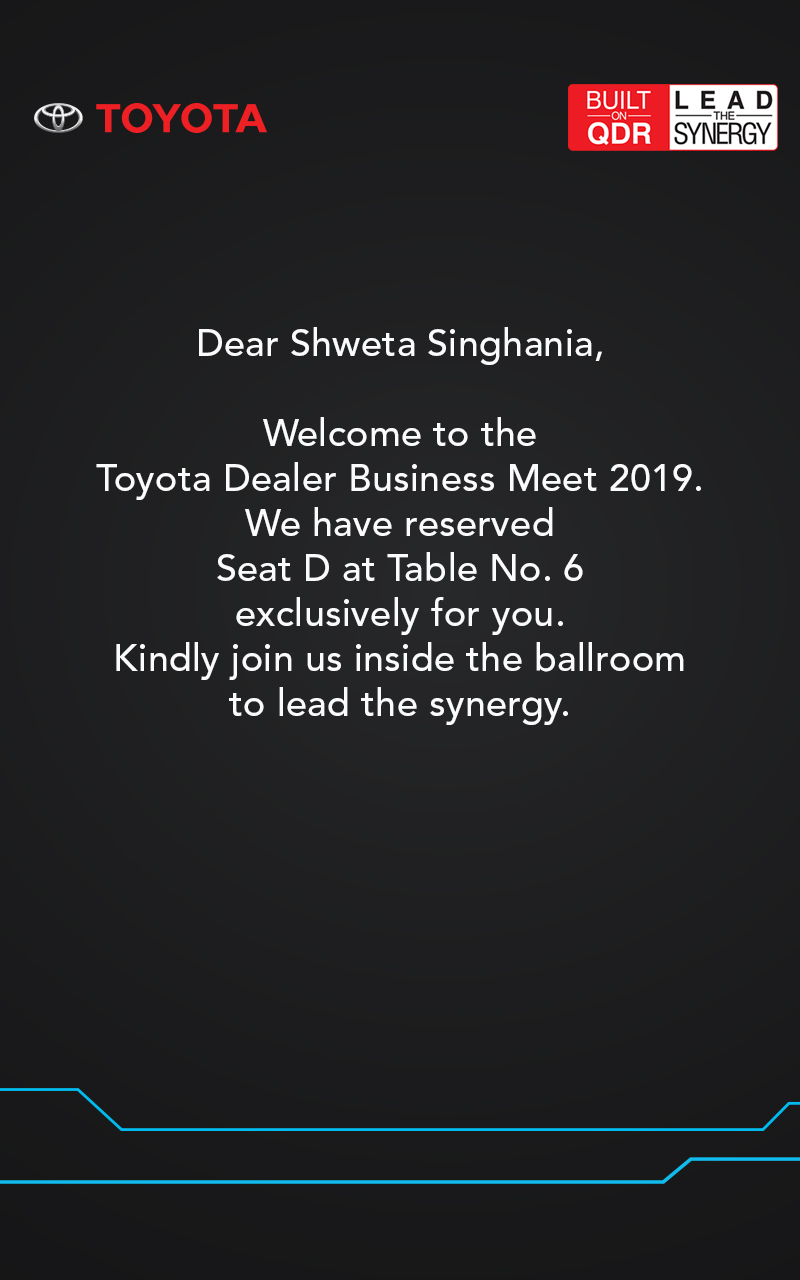 TOYOTA
BUILT
ON
QDR
LEAD
THE
SYNERGY
Dear Shweta Singhania,
Welcome to the
Toyota Dealer Business Meet 2019.
We have reserved
Seat D at Table No. 6
exclusively for you.
Kindly join us inside the ballroom
to lead the synergy.